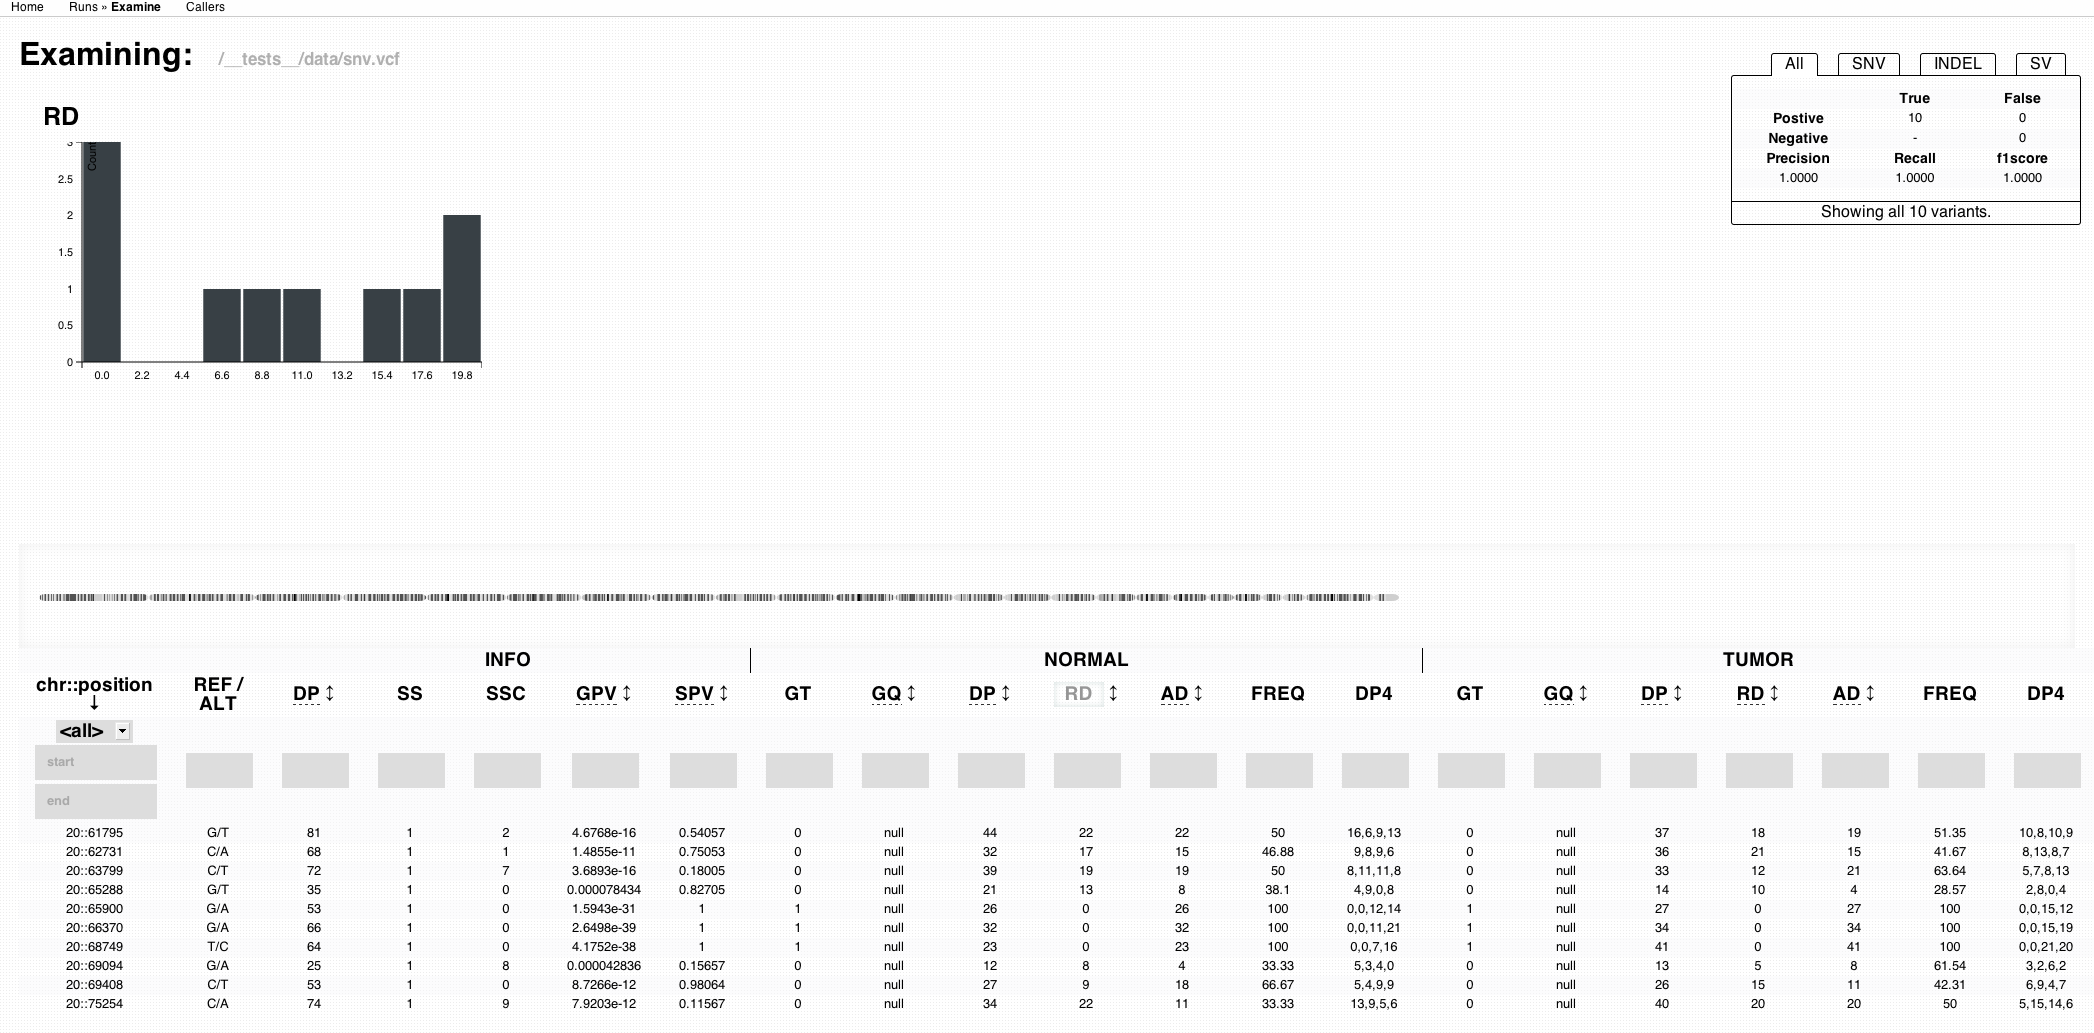 Home Runs » Examine Callers
Examining: /__tests__/data/snv.vcf
All SNV INDEL SV
True False
Postive 10 0
Negative - 0
Precision Recall f1score
1.0000 1.0000 1.0000
Showing all 10 variants.
RD
Count
3
2.5
2
1.5
1
0.5
0
0.0 2.2 4.4 6.6 8.8 11.0 13.2 15.4 17.6 19.8
INFO NORMAL TUMOR
chr::position ↓ REF / ALT DP ↕ SS SSC GPV ↕ SPV ↕ GT GQ ↕ DP ↕ RD ↕ AD ↕ FREQ DP4 GT GQ ↕ DP ↕ RD ↕ AD ↕ FREQ DP4
<all>
start
end
20::61795 G/T 81 1 2 4.6768e-16 0.54057 0 null 44 22 22 50 16,6,9,13 0 null 37 18 19 51.35 10,8,10,9
20::62731 C/A 68 1 1 1.4855e-11 0.75053 0 null 32 17 15 46.88 9,8,9,6 0 null 36 21 15 41.67 8,13,8,7
20::63799 C/T 72 1 7 3.6893e-16 0.18005 0 null 39 19 19 50 8,11,11,8 0 null 33 12 21 63.64 5,7,8,13
20::65288 G/T 35 1 0 0.000078434 0.82705 0 null 21 13 8 38.1 4,9,0,8 0 null 14 10 4 28.57 2,8,0,4
20::65900 G/A 53 1 0 1.5943e-31 1 1 null 26 0 26 100 0,0,12,14 1 null 27 0 27 100 0,0,15,12
20::66370 G/A 66 1 0 2.6498e-39 1 1 null 32 0 32 100 0,0,11,21 1 null 34 0 34 100 0,0,15,19
20::68749 T/C 64 1 0 4.1752e-38 1 1 null 23 0 23 100 0,0,7,16 1 null 41 0 41 100 0,0,21,20
20::69094 G/A 25 1 8 0.000042836 0.15657 0 null 12 8 4 33.33 5,3,4,0 0 null 13 5 8 61.54 3,2,6,2
20::69408 C/T 53 1 0 8.7266e-12 0.98064 0 null 27 9 18 66.67 5,4,9,9 0 null 26 15 11 42.31 6,9,4,7
20::75254 C/A 74 1 9 7.9203e-12 0.11567 0 null 34 22 11 33.33 13,9,5,6 0 null 40 20 20 50 5,15,14,6